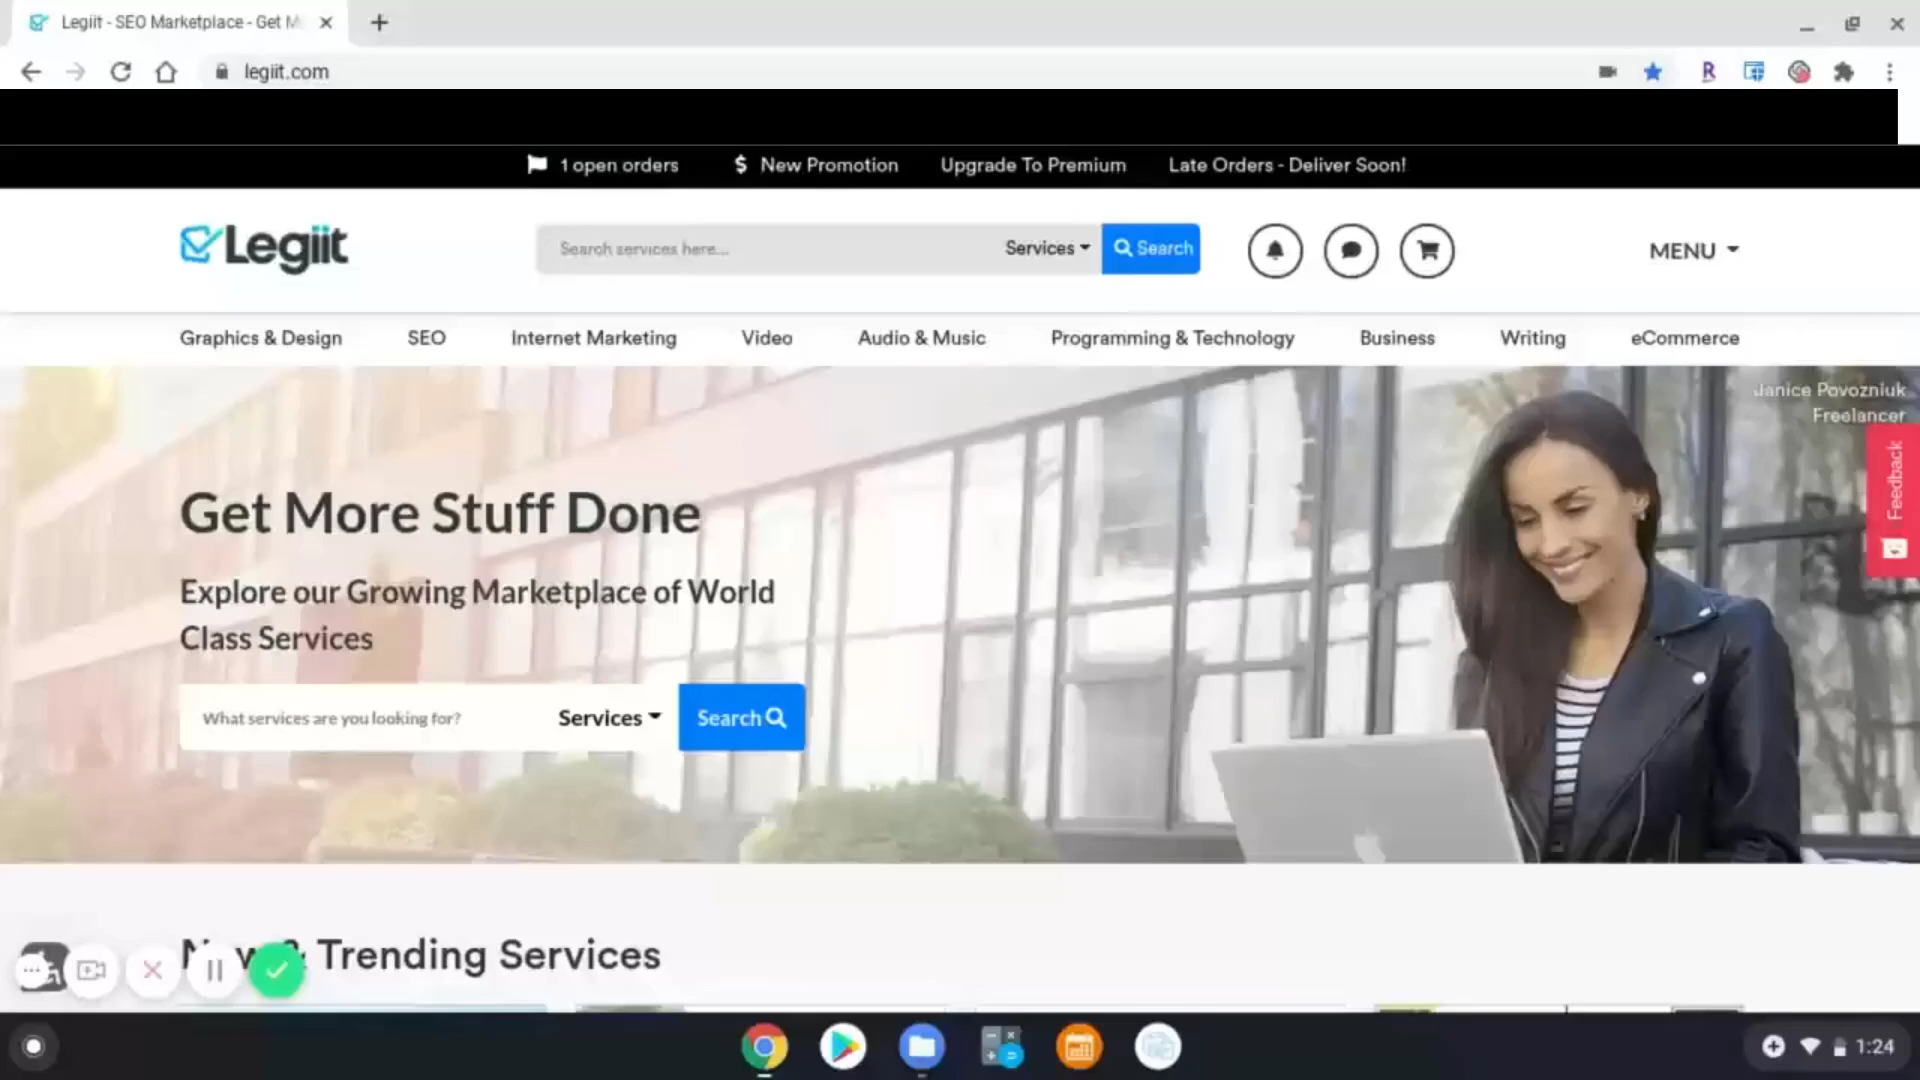 Legiit - SEO Marketplace - Get M
legiit.com
1 open orders
New Promotion
Upgrade To Premium
Late Orders - Deliver Soon!
Legiit
Search services here...
Services
Search
MENU
Graphics & Design
SEO
Internet Marketing
Video
Audio & Music
Programming & Technology
Business
Writing
eCommerce
Janice Povozniuk
Freelancer
Feedback
Get More Stuff Done
Explore our Growing Marketplace of World
Class Services
What services are you looking for?
Services
Search
& Trending Services
1:24